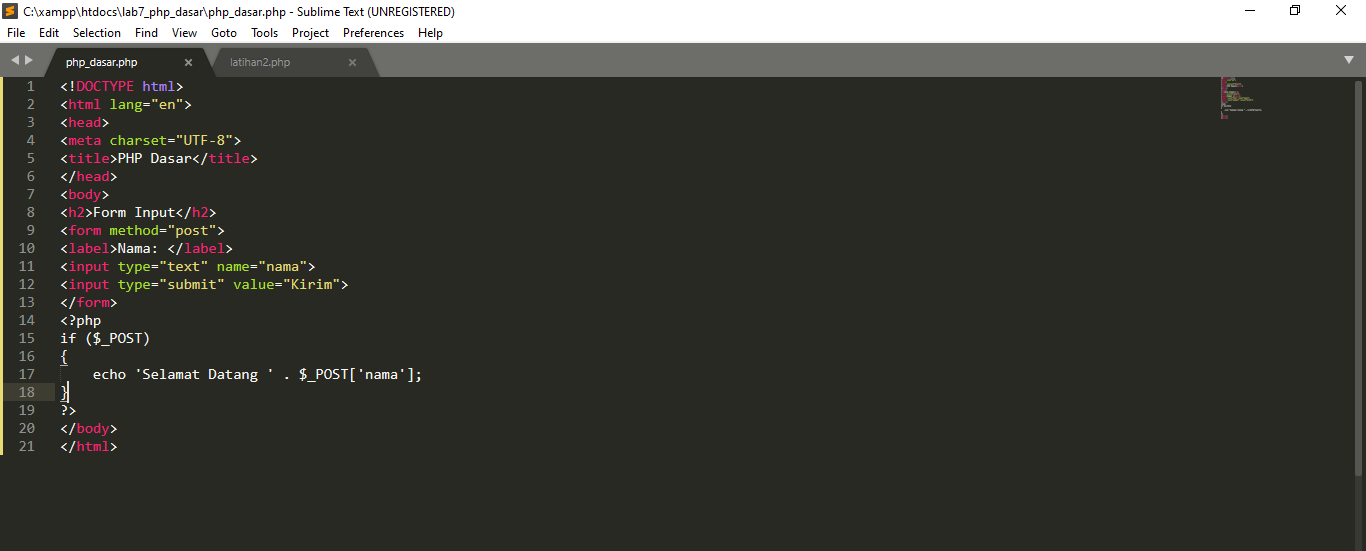 C:\xampp\htdocs\lab7_php_dasar\php_dasar.php - Sublime Text (UNREGISTERED)
File Edit Selection Find View Goto Tools Project Preferences Help
php_dasar.php latihan2.php
1 <!DOCTYPE html>
2 <html lang="en">
3 <head>
4 <meta charset="UTF-8">
5 <title>PHP Dasar</title>
6 </head>
7 <body>
8 <h2>Form Input</h2>
9 <form method="post">
10 <label>Nama: </label>
11 <input type="text" name="nama">
12 <input type="submit" value="Kirim">
13 </form>
14 <?php
15 if ($_POST)
16 {
17     echo 'Selamat Datang ' . $_POST['nama'];
18 }
19 ?>
20 </body>
21 </html>